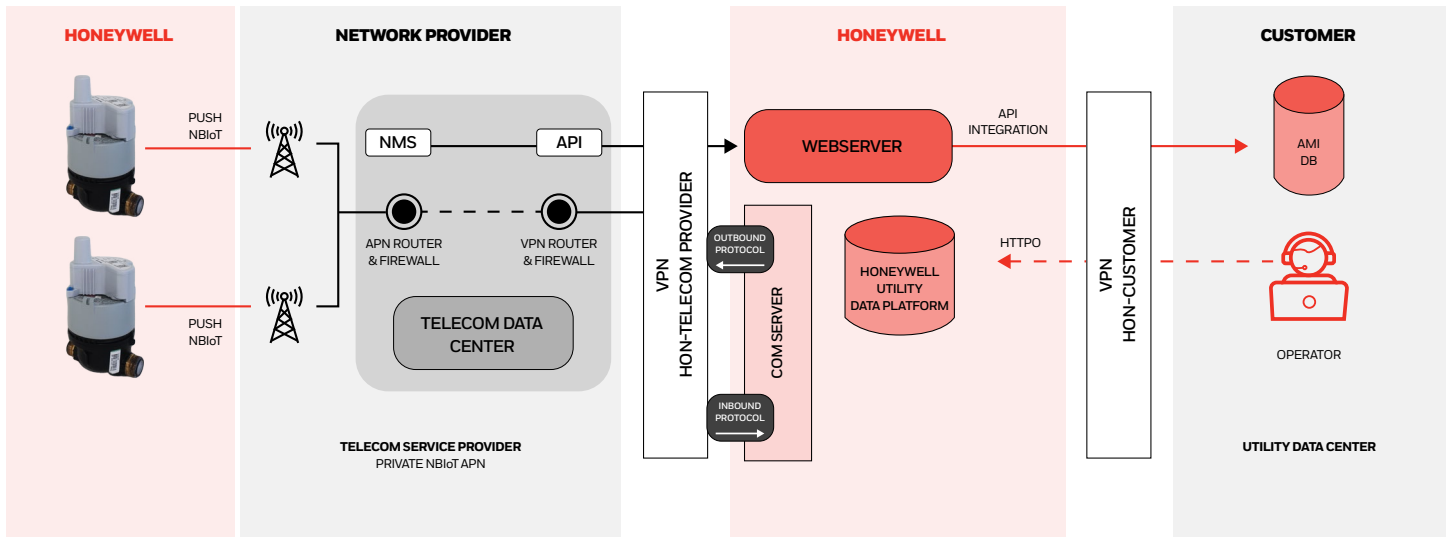 HONEYWELL
PUSH
NBIoT
PUSH
NBIoT
NETWORK PROVIDER
NMS
API
APN ROUTER
& FIREWALL
VPN ROUTER
& FIREWALL
TELECOM DATA
CENTER
TELECOM SERVICE PROVIDER
PRIVATE NBIoT APN
VPN
HON-TELECOM PROVIDER
HONEYWELL
WEBSERVER
API
INTEGRATION
OUTBOUND
PROTOCOL
INBOUND
PROTOCOL
COM SERVER
HONEYWELL
UTILITY
DATA PLATFORM
HTTPO
VPN
HON-CUSTOMER
CUSTOMER
AMI
DB
OPERATOR
UTILITY DATA CENTER